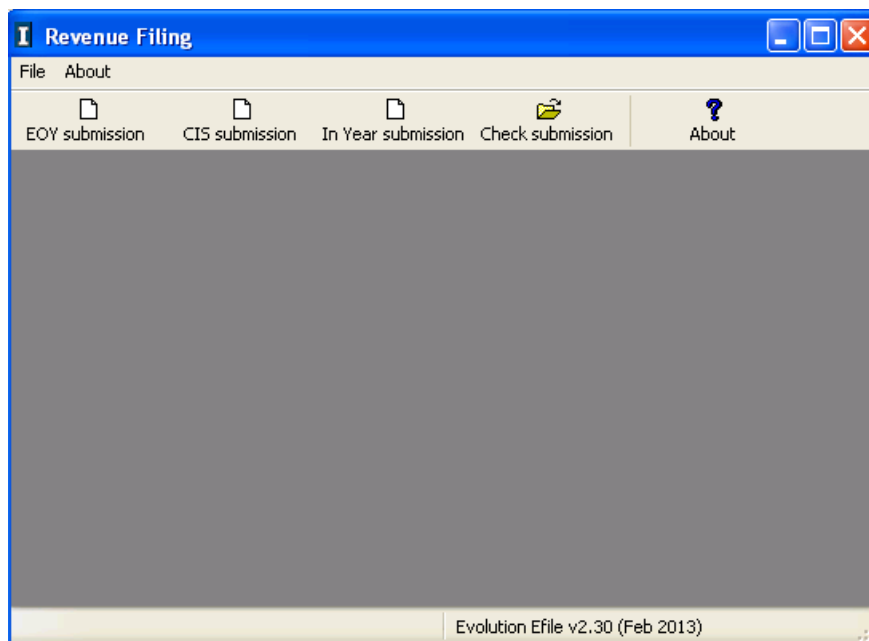 Revenue Filing
File About
EOY submission CIS submission In Year submission Check submission About
Evolution Efile v2.30 (Feb 2013)